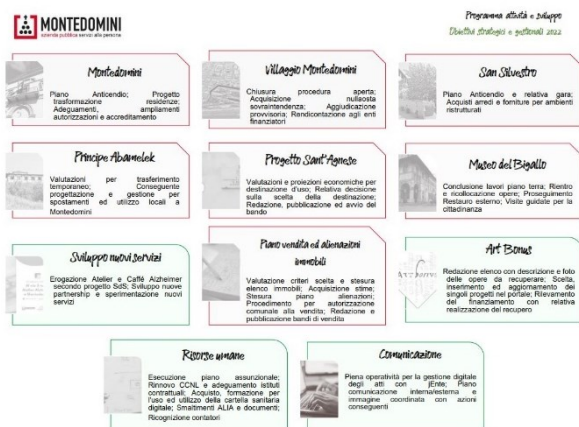 MONTEDOMINI
azienda pubblica servizi alla persona
Programma attività e sviluppo
Obiettivi strategici e gestionali 2022
Montedomini
Piano Anticendio; Progetto
trasformazione residenze;
Adeguamenti, ampliamenti
autorizzazioni e accreditamento
Villaggio Montedomini
Chiusura procedura aperta;
Acquisizione nullaosta
sovraintendenza; Aggiudicazione
provvisoria; Rendicontazione agli enti
finanziatori
San Silvestro
Piano Anticendio e relativa gara;
Acquisti arredi e forniture per ambienti
ristrutturati
Principe Abamelek
Valutazioni per trasferimento
temporaneo; Conseguente
progettazione e gestione per
spostamenti ed utilizzo locali a
Montedomini
Progetto Sant'Agnese
Valutazioni e proiezioni economiche per
destinazione d'uso; Relativa decisione
sulla scelta della destinazione;
Redazione, pubblicazione ed avvio del
bando
Museo del Bigallo
Conclusione lavori piano terra; Rientro
e ricollocazione opere; Proseguimento
Restauro esterno; Visite guidate per la
cittadinanza
Sviluppo nuovi servizi
Erogazione Atelier e Caffè Alzheimer
secondo progetto SdS; Sviluppo nuove
partnership e sperimentazione nuovi
servizi
Piano vendita ed alienazioni
immobili
Valutazione criteri scelta e stesura
elenco immobili; Acquisizione stime;
Stesura piano alienazioni;
Procedimento per autorizzazione
comunale alla vendita; Redazione e
pubblicazione bandi di vendita
Art Bonus
ART BONUS
Redazione elenco con descrizione e foto
delle opere da recuperare; Scelta,
inserimento ed aggiornamento dei
singoli progetti nel portale; Rilevamento
del finanziamento con relativa
realizzazione del recupero
Risorse umane
Esecuzione piano assunzionale;
Rinnovo CCNL e adeguamento istituti
contrattuali; Acquisto, formazione per
l'uso ed utilizzo della cartella sanitaria
digitale; Smaltimenti ALIA e documenti;
Ricognizione contatori
Comunicazione
Piena operatività per la gestione digitale
degli atti con jEnte; Piano
comunicazione interna/esterna e
immagine coordinata con azioni
conseguenti